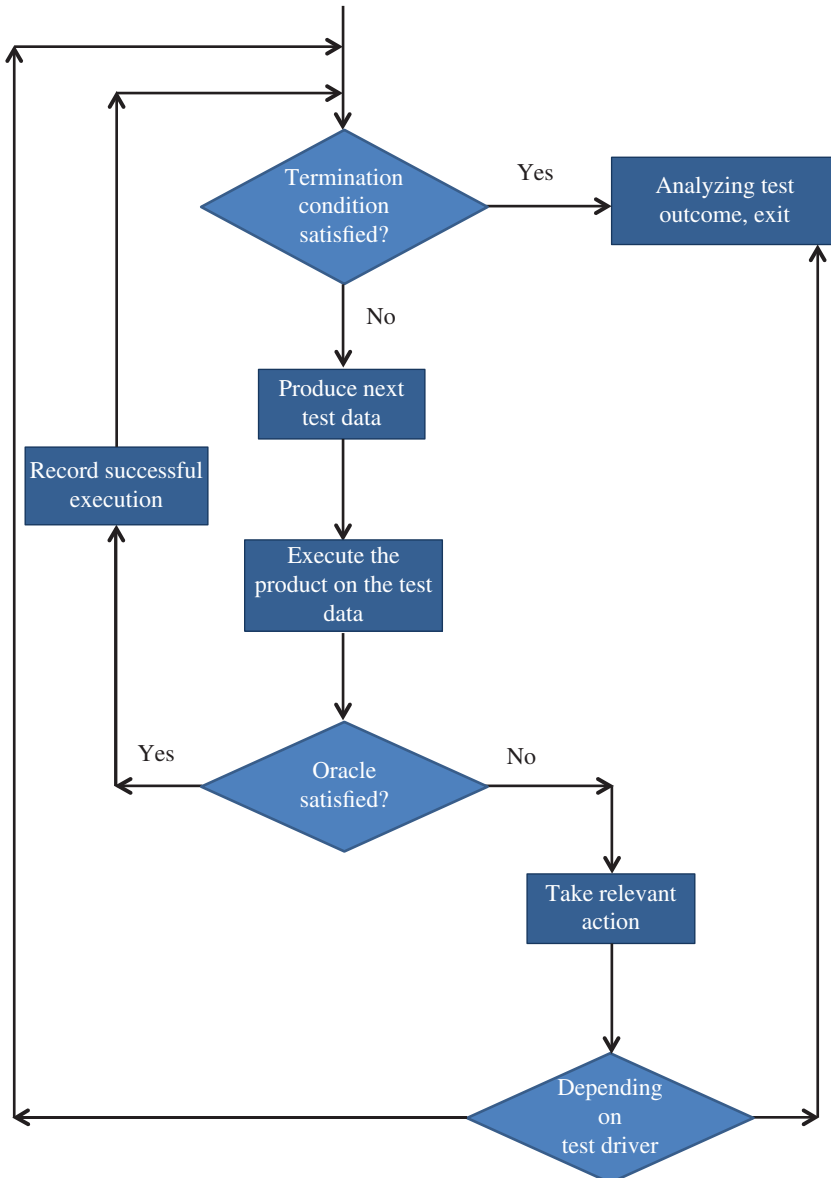 Termination
condition
satisfied?
Yes
Analyzing test
outcome, exit
No
Produce next
test data
Record successful
execution
Execute the
product on the test
data
Yes
Oracle
satisfied?
No
Take relevant
action
Depending
on
test driver